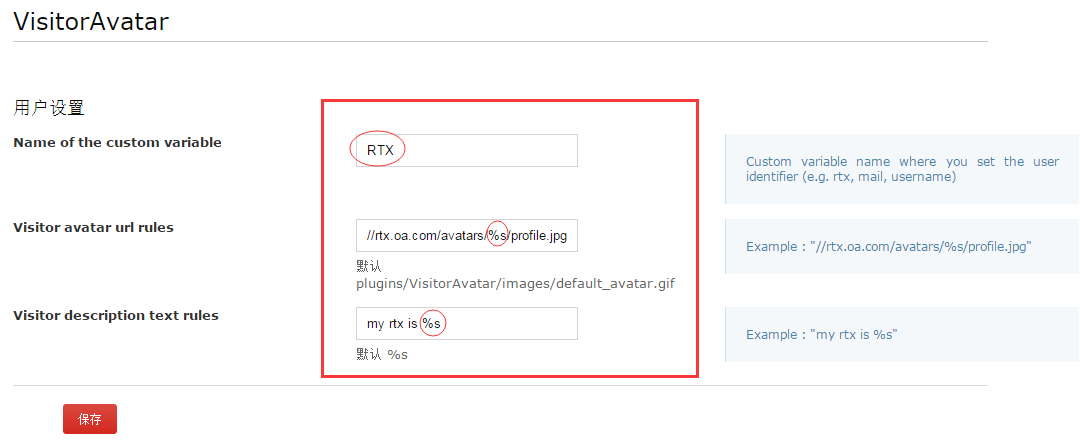 VisitorAvatar
用户设置
Name of the custom variable
RTX
Custom variable name where you set the user
identifier (e.g. rtx, mail, username)
Visitor avatar url rules
//rtx.oa.com/avatars/%s/profile.jpg
默认
plugins/VisitorAvatar/images/default_avatar.gif
Example : "//rtx.oa.com/avatars/%s/profile.jpg"
Visitor description text rules
my rtx is %s
默认 %s
Example : "my rtx is %s"
保存